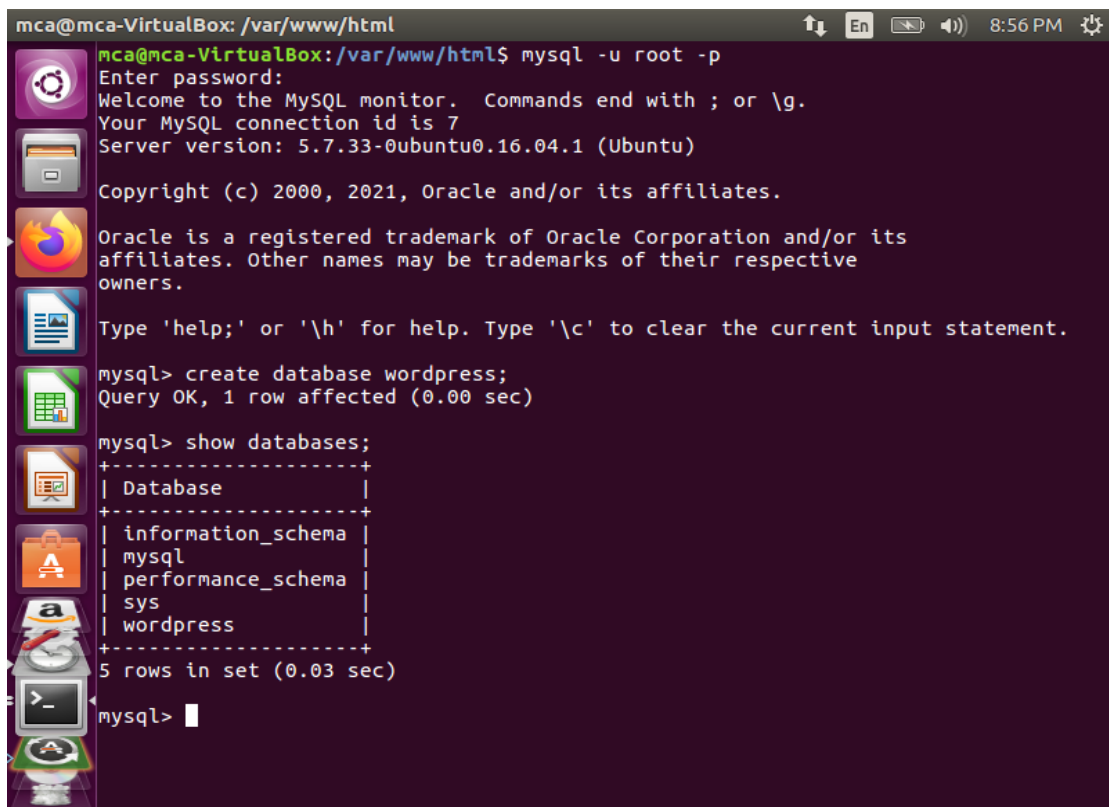 mca@mca-VirtualBox: /var/www/html
En
8:56 PM
mca@mca-VirtualBox:/var/www/html$ mysql -u root -p
Enter password:
Welcome to the MySQL monitor.  Commands end with ; or \g.
Your MySQL connection id is 7
Server version: 5.7.33-0ubuntu0.16.04.1 (Ubuntu)
Copyright (c) 2000, 2021, Oracle and/or its affiliates.
Oracle is a registered trademark of Oracle Corporation and/or its
affiliates. Other names may be trademarks of their respective
owners.
Type 'help;' or '\h' for help. Type '\c' to clear the current input statement.
mysql> create database wordpress;
Query OK, 1 row affected (0.00 sec)
mysql> show databases;
+--------------------+
| Database           |
+--------------------+
| information_schema |
| mysql              |
| performance_schema |
| sys                |
| wordpress          |
+--------------------+
5 rows in set (0.03 sec)
mysql>